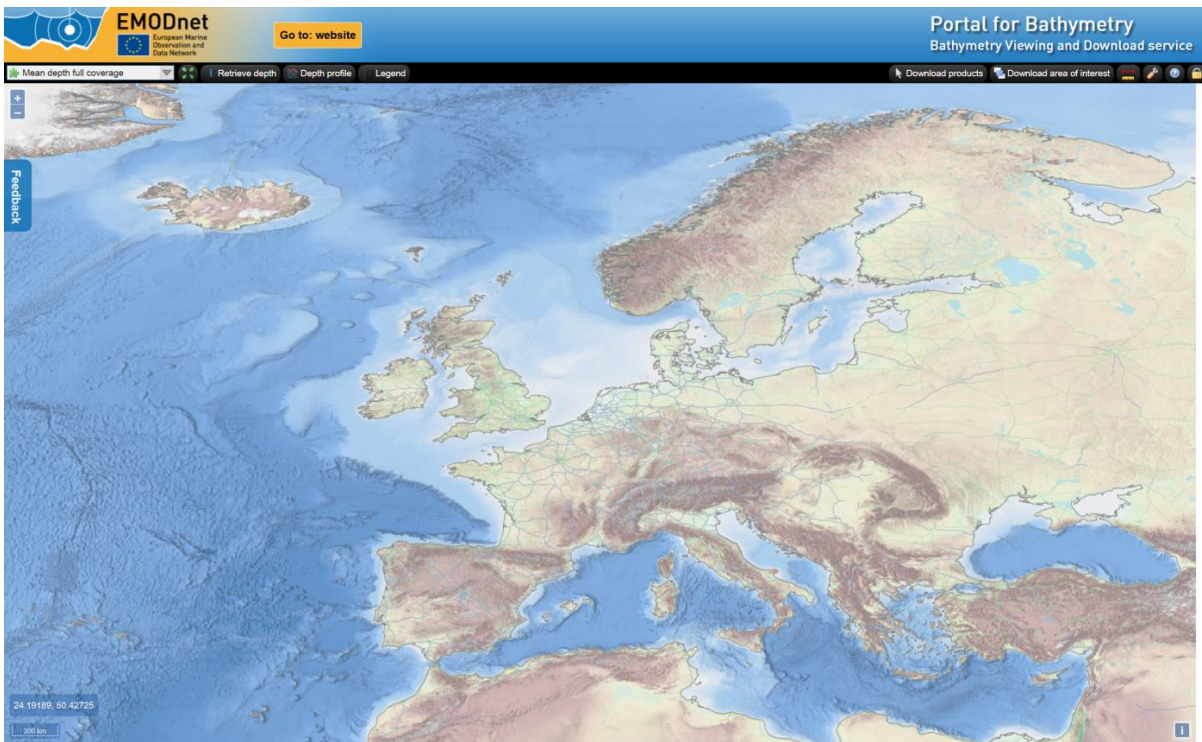 EMODnet
European Marine
Observation and
Data Network
Go to: website
Portal for Bathymetry
Bathymetry Viewing and Download service
Mean depth full coverage
Retrieve depth
Depth profile
Legend
Download products
Download area of interest
+
−
Feedback
24.19189, 50.42725
200 km
i